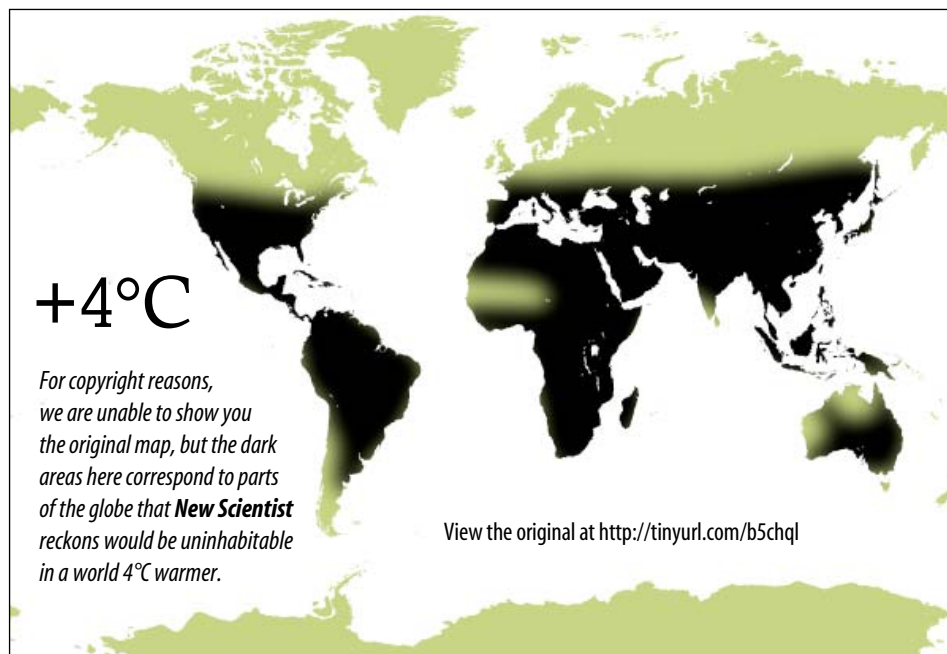 +4°C
For copyright reasons,
we are unable to show you
the original map, but the dark
areas here correspond to parts
of the globe that New Scientist
reckons would be uninhabitable
in a world 4°C warmer.
View the original at http://tinyurl.com/b5chql